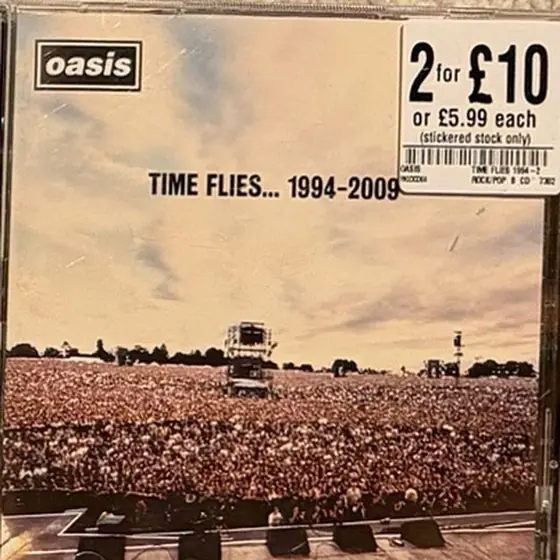 oasis
2 for £10
or £5.99 each
(stickered stock only)
OASIS TIME FLIES 1994-2
ROCK/POP B CD 7302
TIME FLIES... 1994-2009